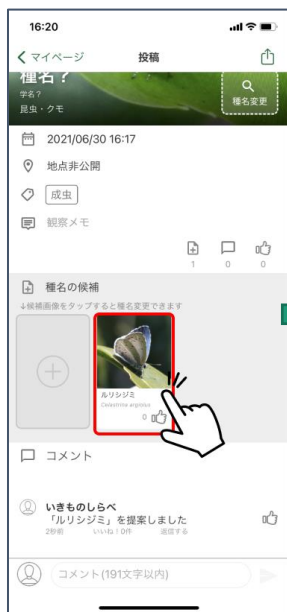 16:20
マイページ
投稿
種名？
学名？
昆虫・クモ
種名変更
2021/06/30 16:17
地点非公開
成虫
観察メモ
1 0 0
種名の候補
↓候補画像をタップすると種名変更できます
ルリシジミ
Celastrina argiolus
0
コメント
いきものしらべ
「ルリシジミ」を提案しました
2秒前 いいね！0件 返信する
コメント(191文字以内)